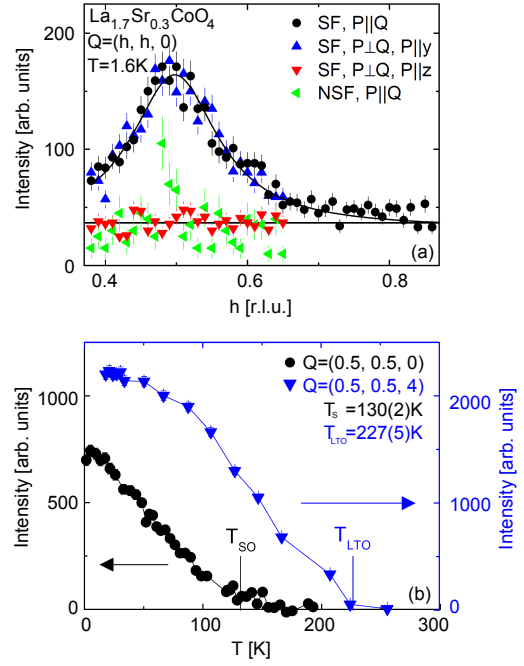 La1.7Sr0.3CoO4
Q=(h, h, 0)
T=1.6K
SF, P||Q
SF, P⊥Q, P||y
SF, P⊥Q, P||z
NSF, P||Q
200
100
0
Intensity [arb. units]
(a)
0.4 0.6 0.8
h [r.l.u.]
Q=(0.5, 0.5, 0)
Q=(0.5, 0.5, 4)
Ts =130(2)K
TLTO=227(5)K
1000
500
0
Intensity [arb. units]
2000
1000
0
Intensity [arb. units]
TSO
TLTO
(b)
0 100 200 300
T [K]